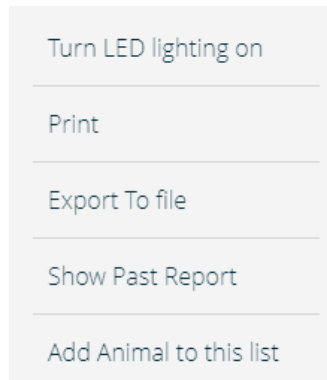 Turn LED lighting on
Print
Export To file
Show Past Report
Add Animal to this list